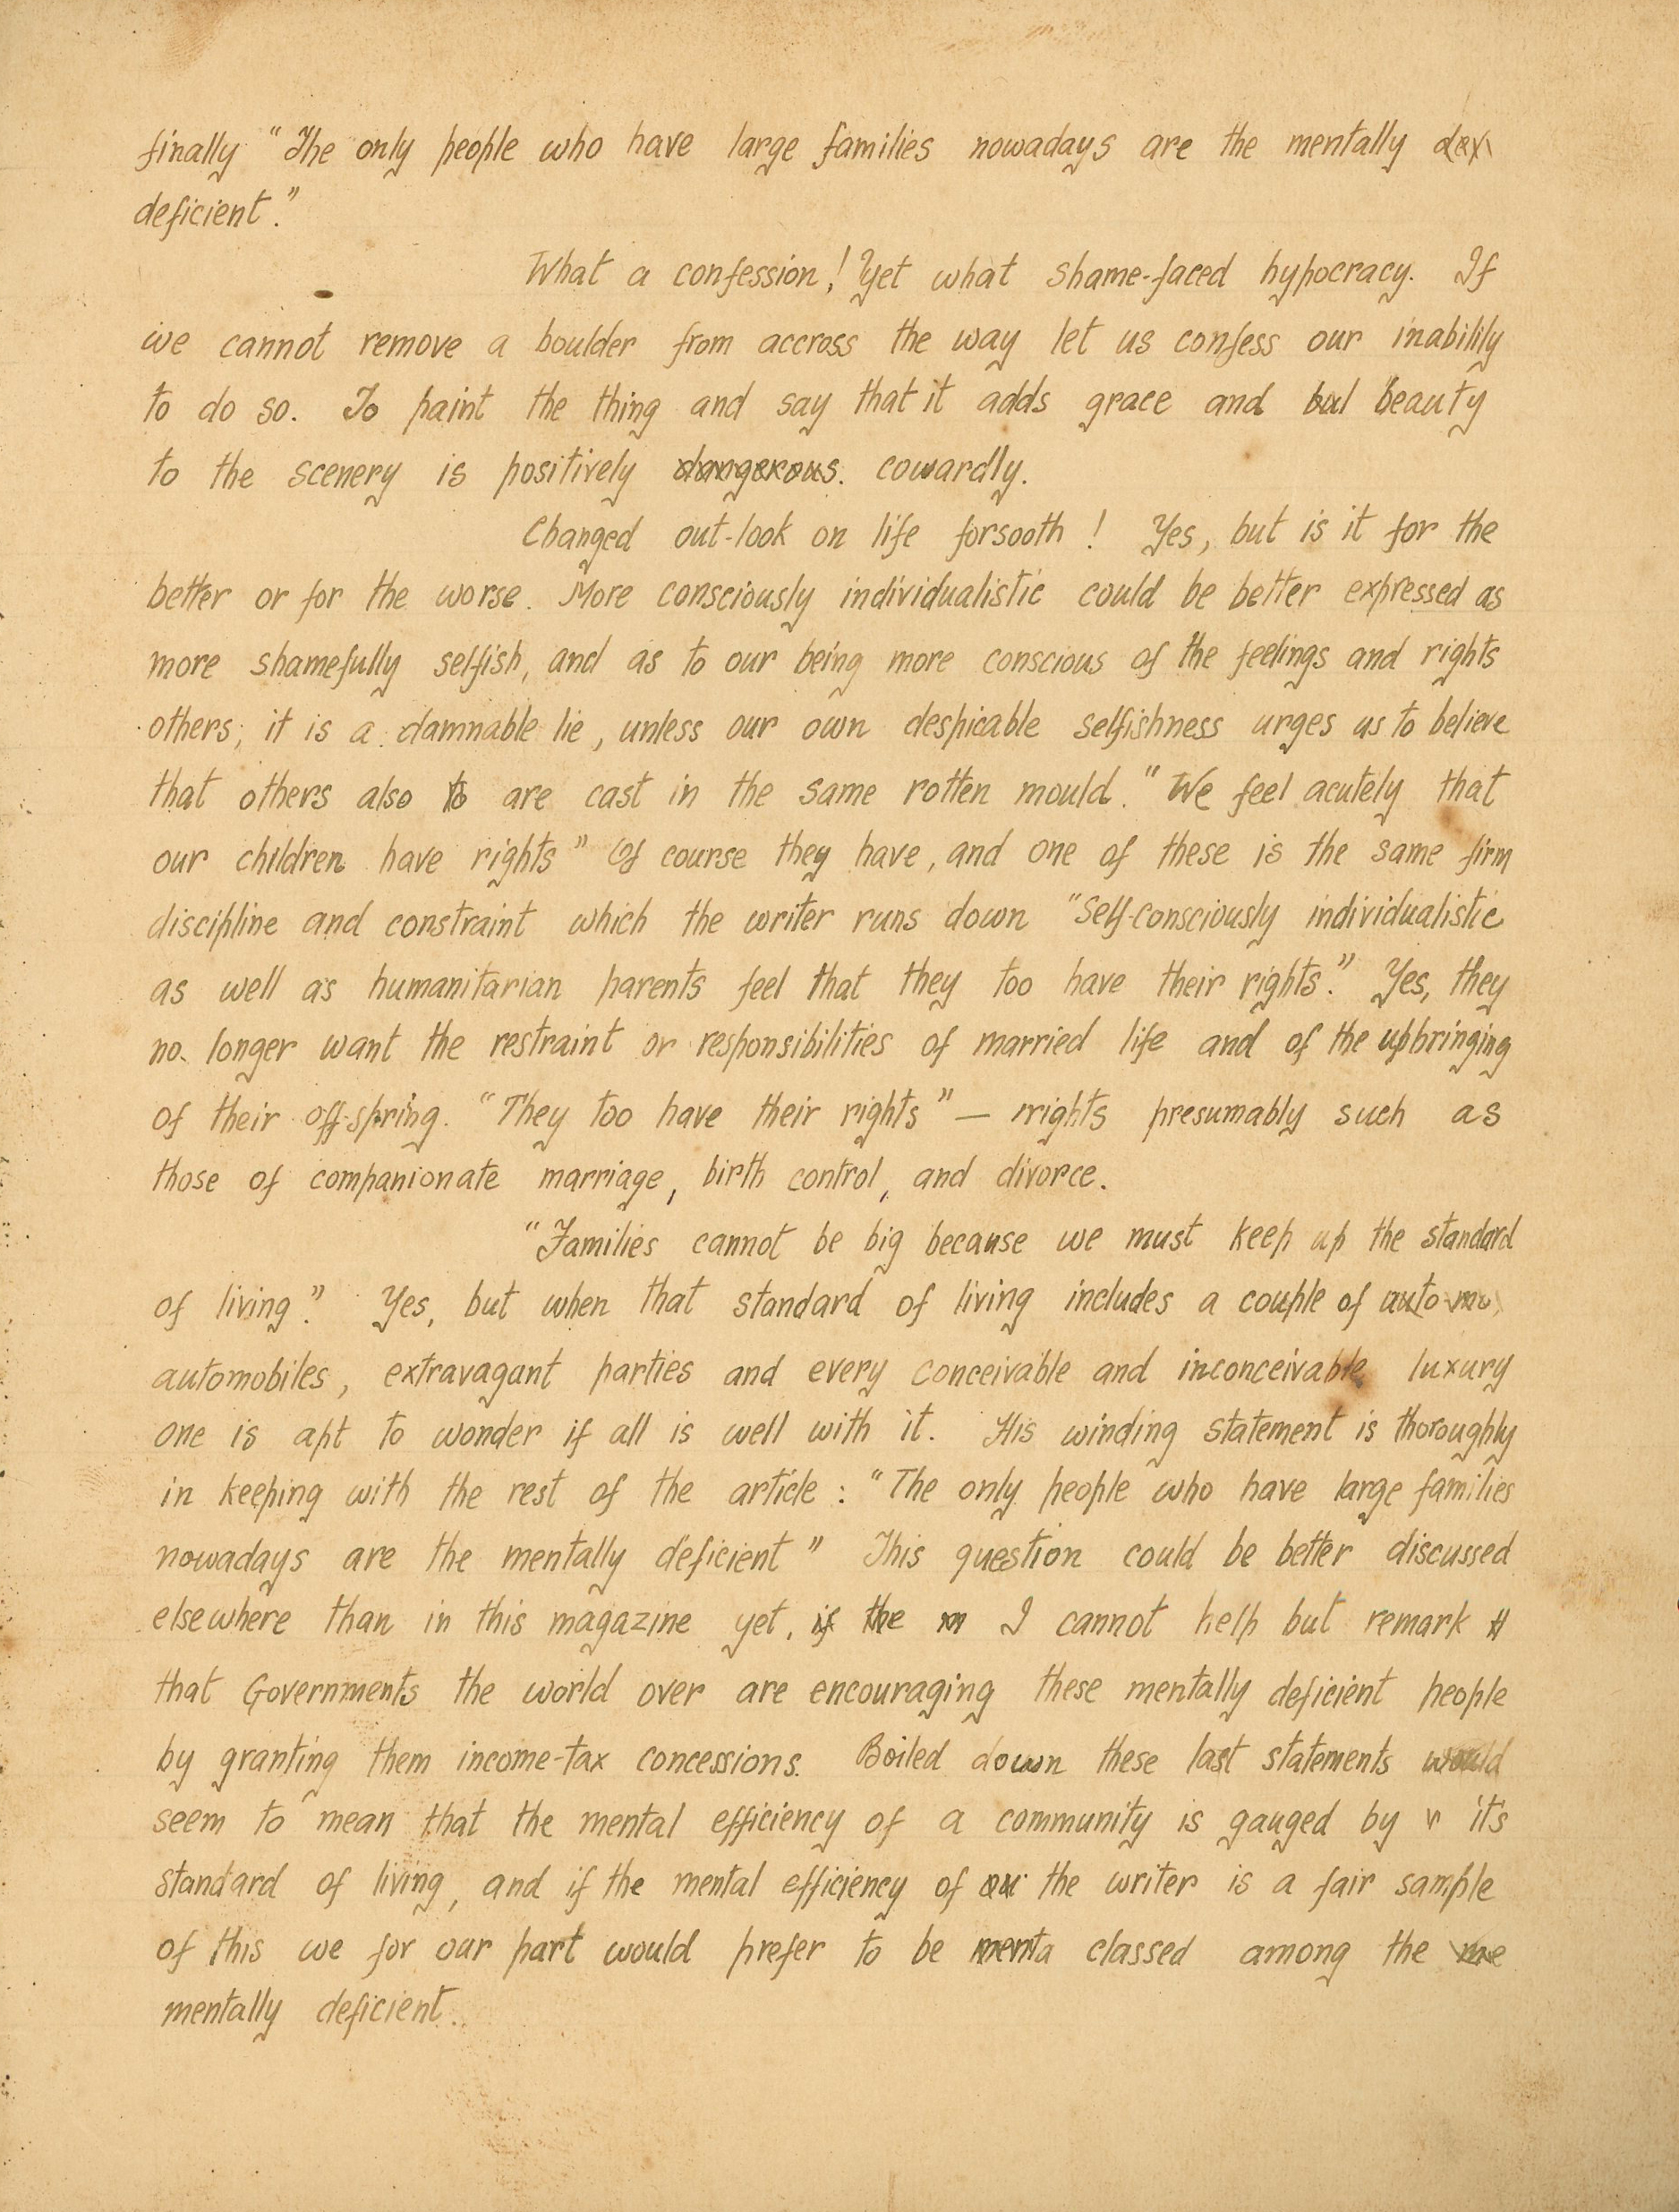 finally “The only people who have large families nowadays are the mentally
deficient.”
What a confession! Yet what shame-faced hypocracy. If
we cannot remove a boulder from accross the way let us confess our inability
to do so. To paint the thing and say that it adds grace and beauty
to the scenery is positively dangerous. cowardly.
Changed out-look on life forsooth! Yes, but is it for the
better or for the worse. More consciously individualistic could be better expressed as
more shamefully selfish, and as to our being more conscious of the feelings and rights
others, it is a damnable lie, unless our own despicable selfishness urges us to believe
that others also to are cast in the same rotten mould. “We feel acutely that
our children have rights” Of course they have, and one of these is the same firm
discipline and constraint which the writer runs down “Self-consciously individualistic
as well as humanitarian parents feel that they too have their rights.” Yes, they
no longer want the restraint or responsibilities of married life and of the upbringing
of their off-spring. “They too have their rights” — rights presumably such as
those of companionate marriage, birth control, and divorce.
“Families cannot be big because we must keep up the standard
of living.” Yes, but when that standard of living includes a couple of auto-mo
automobiles, extravagant parties and every conceivable and inconceivable luxury
one is apt to wonder if all is well with it. His winding statement is thoroughly
in keeping with the rest of the article: “The only people who have large families
nowadays are the mentally deficient” This question could be better discussed
elsewhere than in this magazine yet, if the m I cannot help but remark
that Governments the world over are encouraging these mentally deficient people
by granting them income-tax concessions. Boiled down these last statements would
seem to mean that the mental efficiency of a community is gauged by it's
standard of living, and if the mental efficiency of the writer is a fair sample
of this we for our part would prefer to be menta classed among the me
mentally deficient.